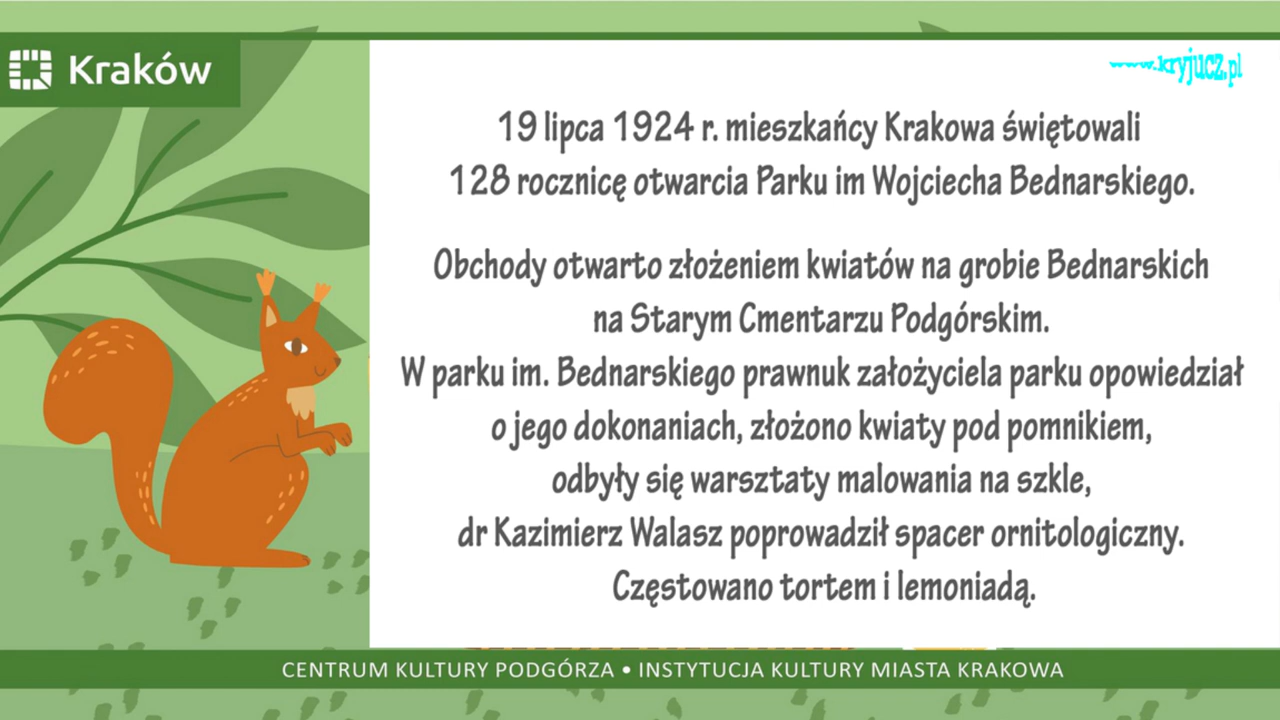 Kraków
www.kryjucz.pl
19 lipca 1924 r. mieszkańcy Krakowa świętowali
128 rocznicę otwarcia Parku im Wojciecha Bednarskiego.
Obchody otwarto złożeniem kwiatów na grobie Bednarskich
na Starym Cmentarzu Podgórskim.
W parku im. Bednarskiego prawnuk założyciela parku opowiedział
o jego dokonaniach, złożono kwiaty pod pomnikiem,
odbyły się warsztaty malowania na szkle,
dr Kazimierz Walasz poprowadził spacer ornitologiczny.
Częstowano tortem i lemoniadą.
CENTRUM KULTURY PODGÓRZA • INSTYTUCJA KULTURY MIASTA KRAKOWA